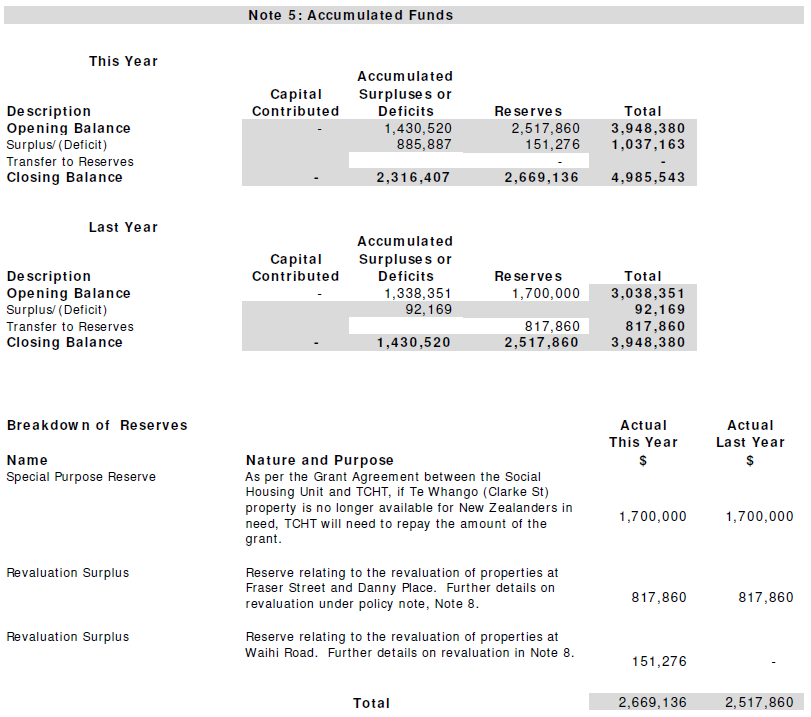 Note 5: Accumulated Funds
This Year
Accumulated
Capital Surpluses or
Description Contributed Deficits Reserves Total
Opening Balance - 1,430,520 2,517,860 3,948,380
Surplus/(Deficit) 885,887 151,276 1,037,163
Transfer to Reserves - -
Closing Balance - 2,316,407 2,669,136 4,985,543
Last Year
Accumulated
Capital Surpluses or
Description Contributed Deficits Reserves Total
Opening Balance - 1,338,351 1,700,000 3,038,351
Surplus/(Deficit) 92,169 92,169
Transfer to Reserves 817,860 817,860
Closing Balance - 1,430,520 2,517,860 3,948,380
Breakdown of Reserves Actual Actual
This Year Last Year
Name Nature and Purpose $ $
Special Purpose Reserve As per the Grant Agreement between the Social
Housing Unit and TCHT, if Te Whango (Clarke St)
property is no longer available for New Zealanders in
need, TCHT will need to repay the amount of the 1,700,000 1,700,000
grant.
Revaluation Surplus Reserve relating to the revaluation of properties at
Fraser Street and Danny Place. Further details on
revaluation under policy note, Note 8. 817,860 817,860
Revaluation Surplus Reserve relating to the revaluation of properties at
Waihi Road. Further details on revaluation in Note 8.
151,276 -
Total 2,669,136 2,517,860